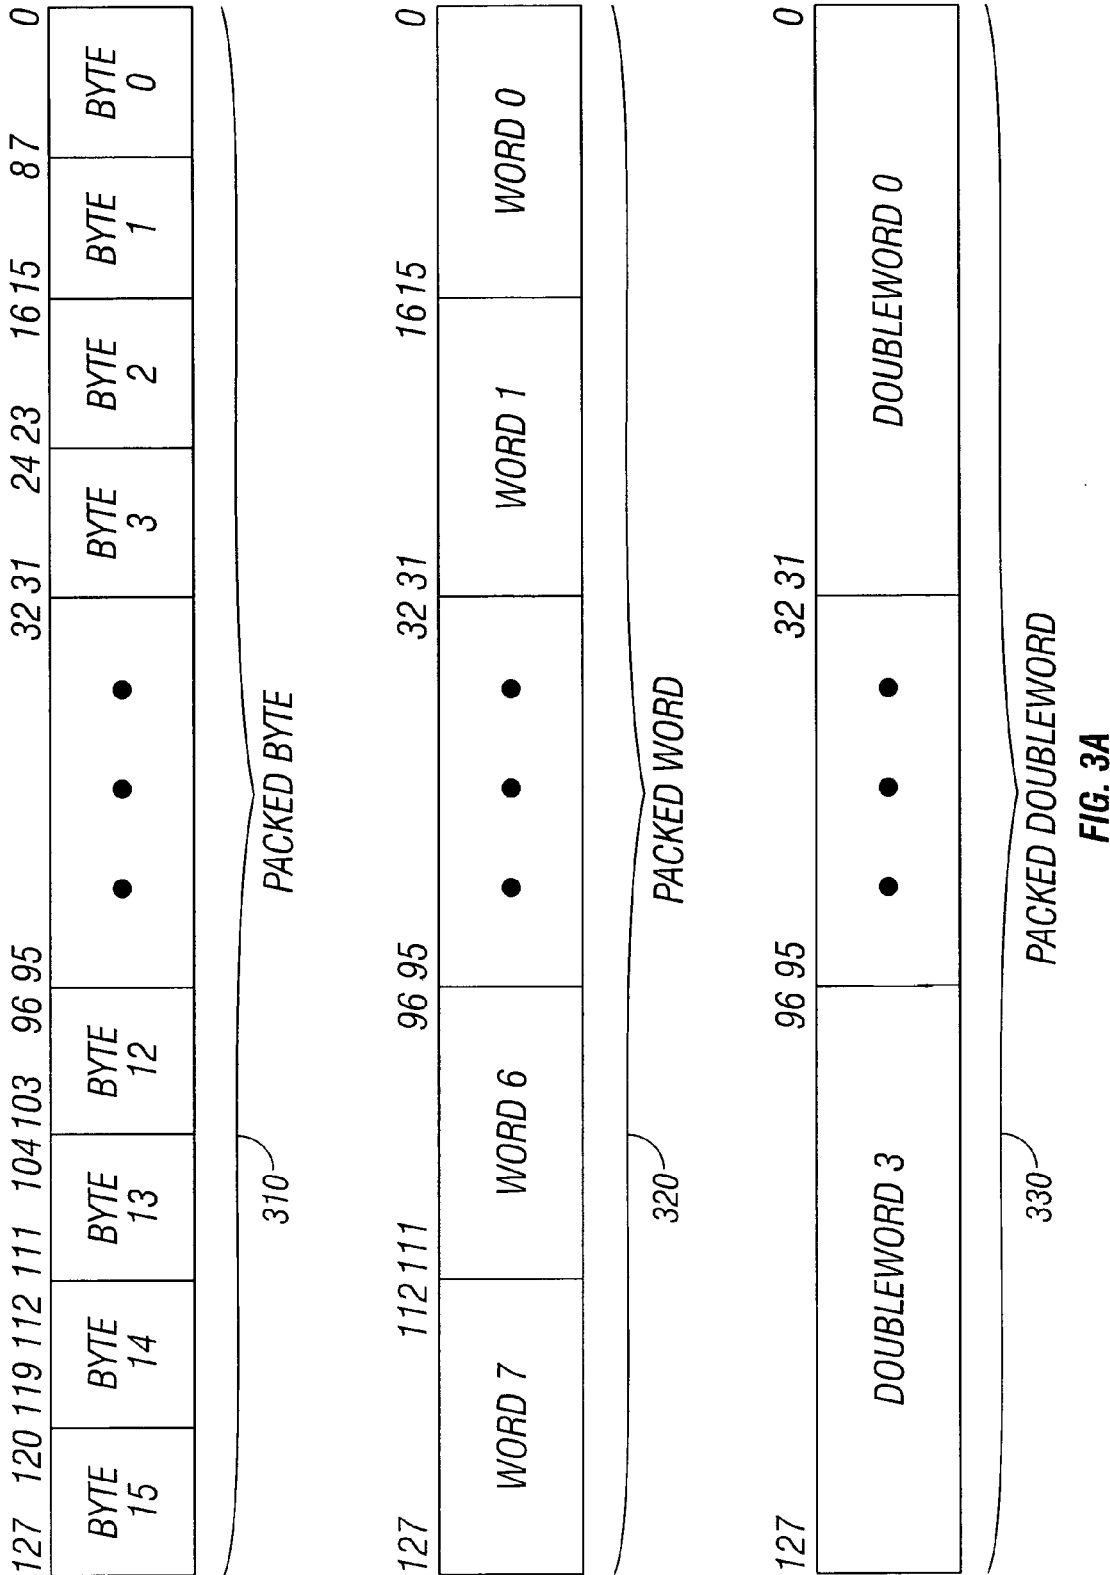 127 120 119 112 111 104 103 96 95 32 31 24 23 16 15 8 7 0
BYTE 15 BYTE 14 BYTE 13 BYTE 12 BYTE 3 BYTE 2 BYTE 1 BYTE 0
310
PACKED BYTE
127 112 111 96 95 32 31 16 15 0
WORD 7 WORD 6 WORD 1 WORD 0
320
PACKED WORD
127 96 95 32 31 0
DOUBLEWORD 3 DOUBLEWORD 0
330
PACKED DOUBLEWORD
FIG. 3A